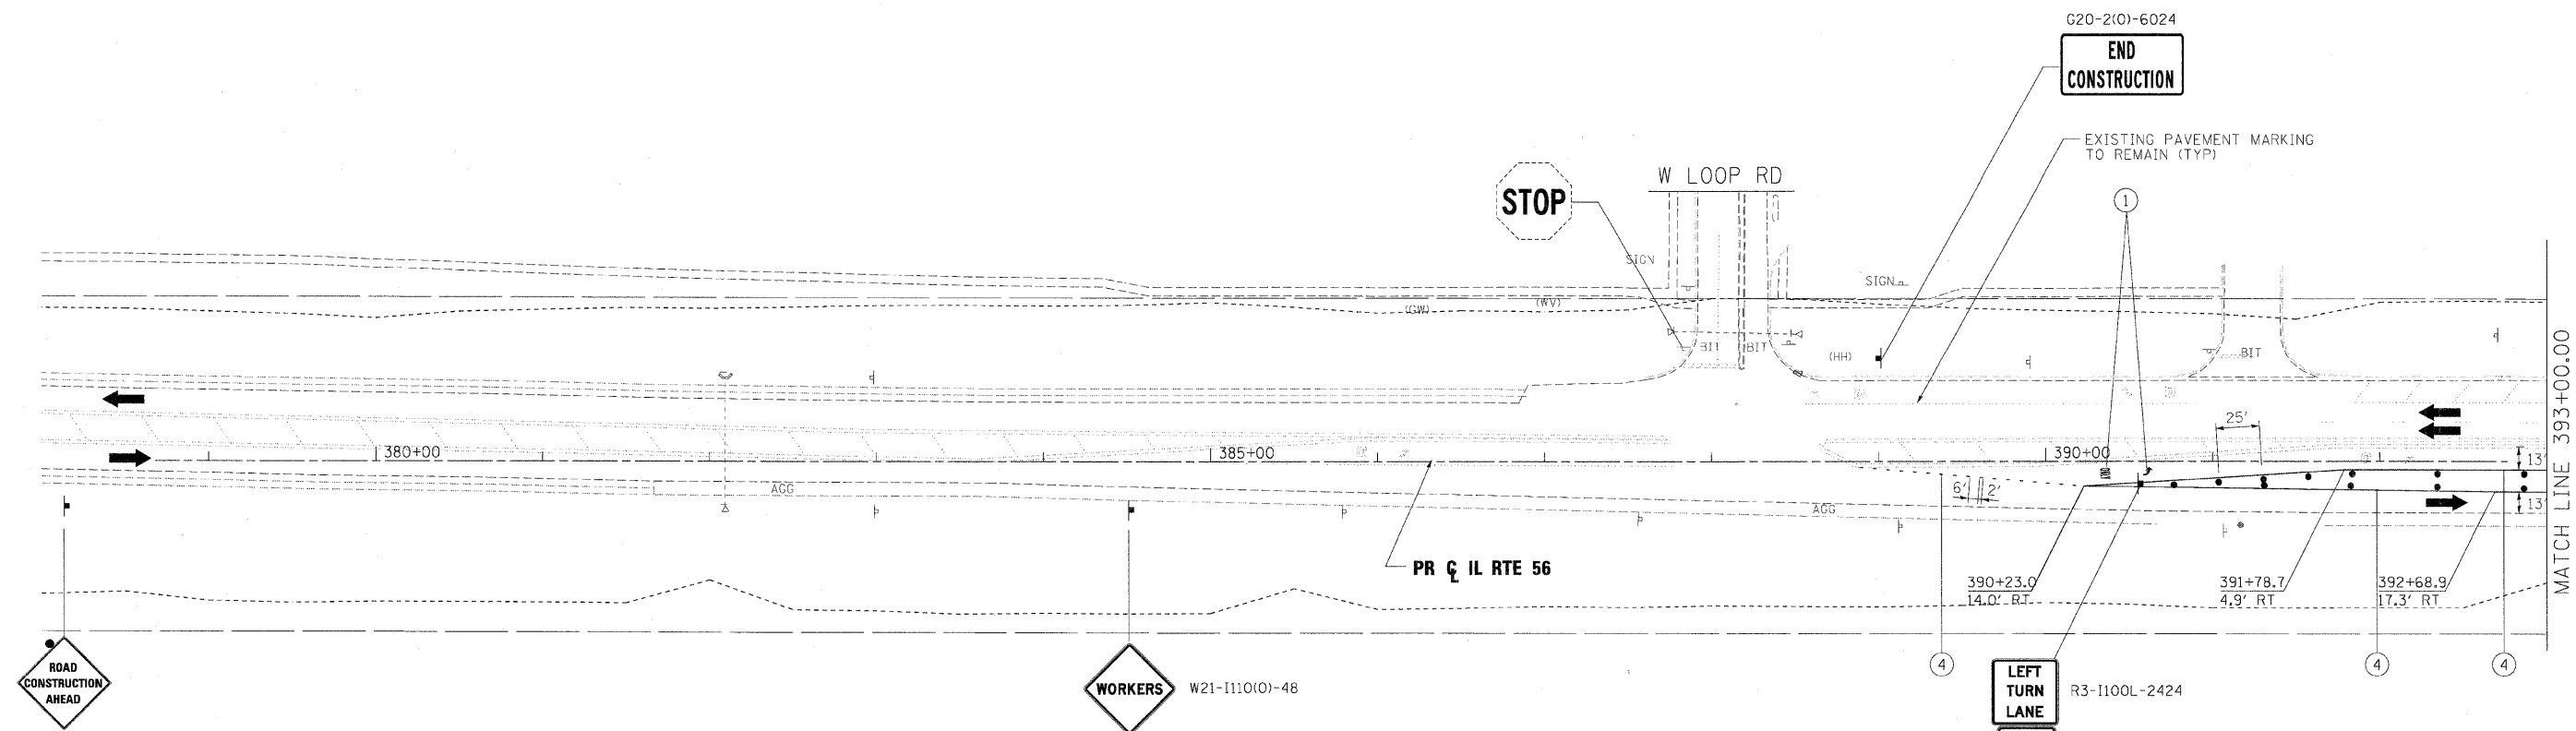 G20-2(O)-6024
END
CONSTRUCTION
EXISTING PAVEMENT MARKING
TO REMAIN (TYP)
W LOOP RD
STOP
1
SIGN
SIGN
(WV)
(GW)
BIT
BIT
(HH)
BIT
MATCH LINE 393+00.00
25'
380+00
385+00
390+00
13'
6'
2'
13'
AGG
AGG
PR ℄ IL RTE 56
390+23.0
14.0' RT
391+78.7
4.9' RT
392+68.9
17.3' RT
ROAD
CONSTRUCTION
AHEAD
WORKERS
W21-I110(O)-48
4
4
4
LEFT
TURN
LANE
R3-I100L-2424